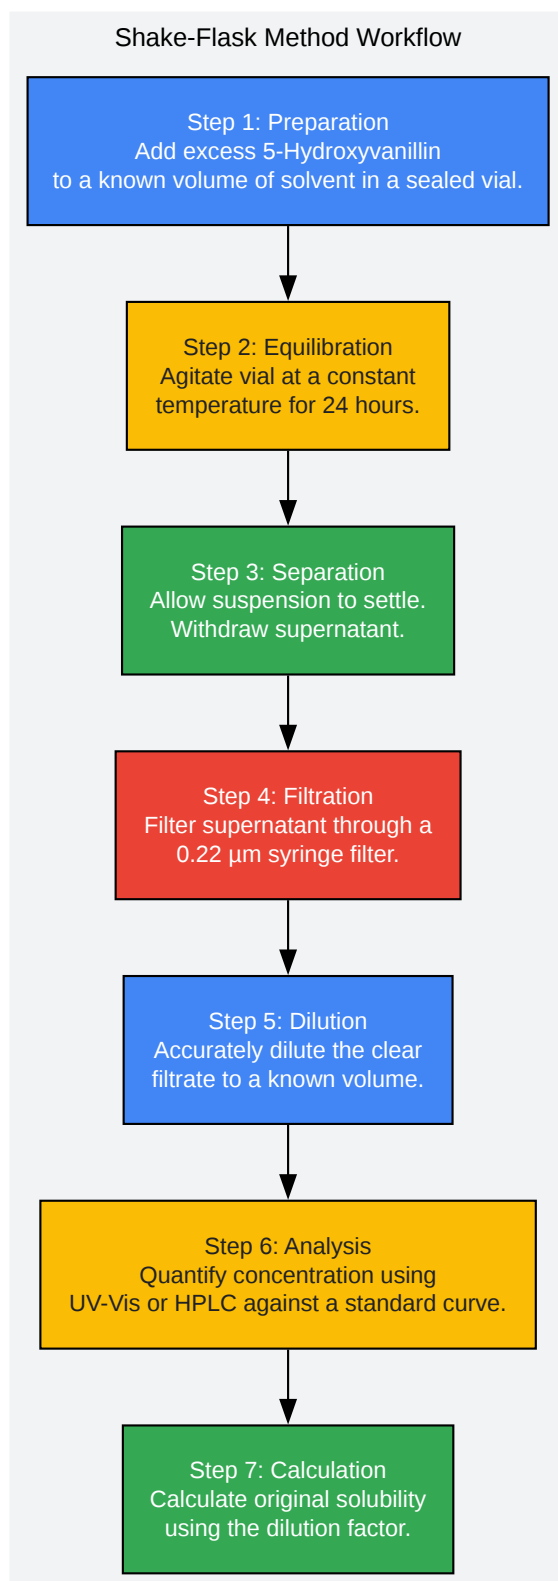 Shake-Flask Method Workflow
Step 1: Preparation
Add excess 5-Hydroxyvanillin
to a known volume of solvent in a sealed vial.
Step 2: Equilibration
Agitate vial at a constant
temperature for 24 hours.
Step 3: Separation
Allow suspension to settle.
Withdraw supernatant.
Step 4: Filtration
Filter supernatant through a
0.22 µm syringe filter.
Step 5: Dilution
Accurately dilute the clear
filtrate to a known volume.
Step 6: Analysis
Quantify concentration using
UV-Vis or HPLC against a standard curve.
Step 7: Calculation
Calculate original solubility
using the dilution factor.